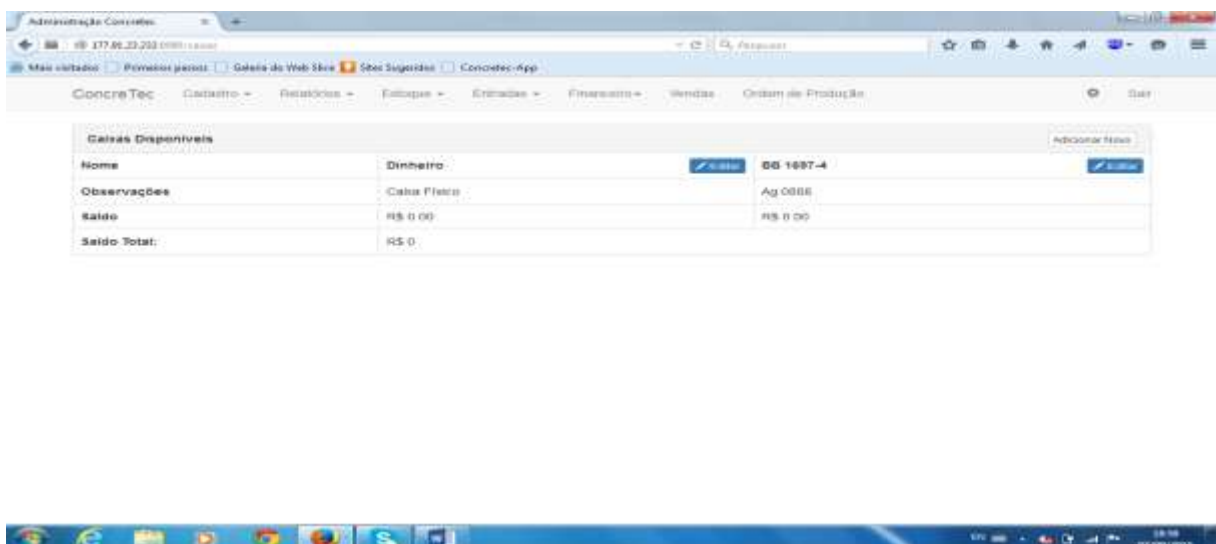 Administração Concretec
Pesquisar
Mais visitados Primeiros passos Galeria do Web Slice Sites Sugeridos Concretec-App
ConcreTec Cadastro Relatórios Estoque Entradas Financeiro Vendas Ordem de Produção Sair
Caixas Disponíveis Adicionar Novo
Nome Dinheiro Editar BB 1697-4 Editar
Observações Caixa Físico
Saldo R$ 0.00 R$ 0.00
Saldo Total: R$ 0